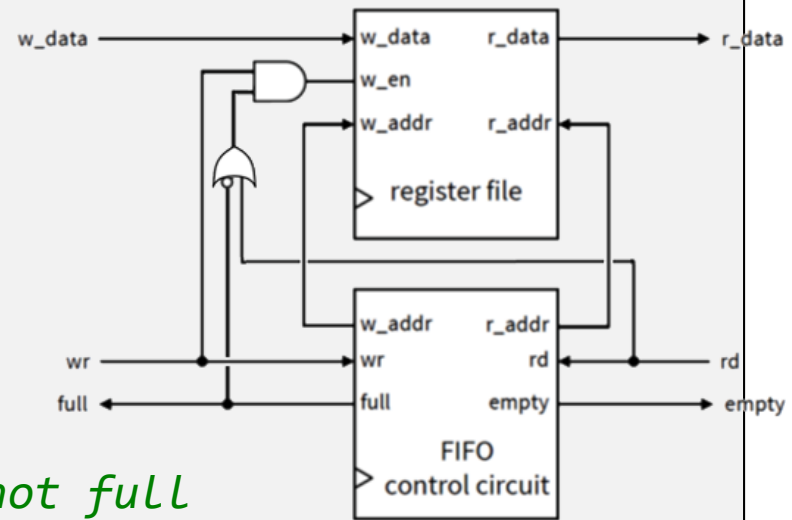 w_data
w_data r_data
r_data
w_en
w_addr r_addr
register file
w_addr r_addr
wr
wr rd
rd
full
full empty
empty
FIFO
control circuit
not full